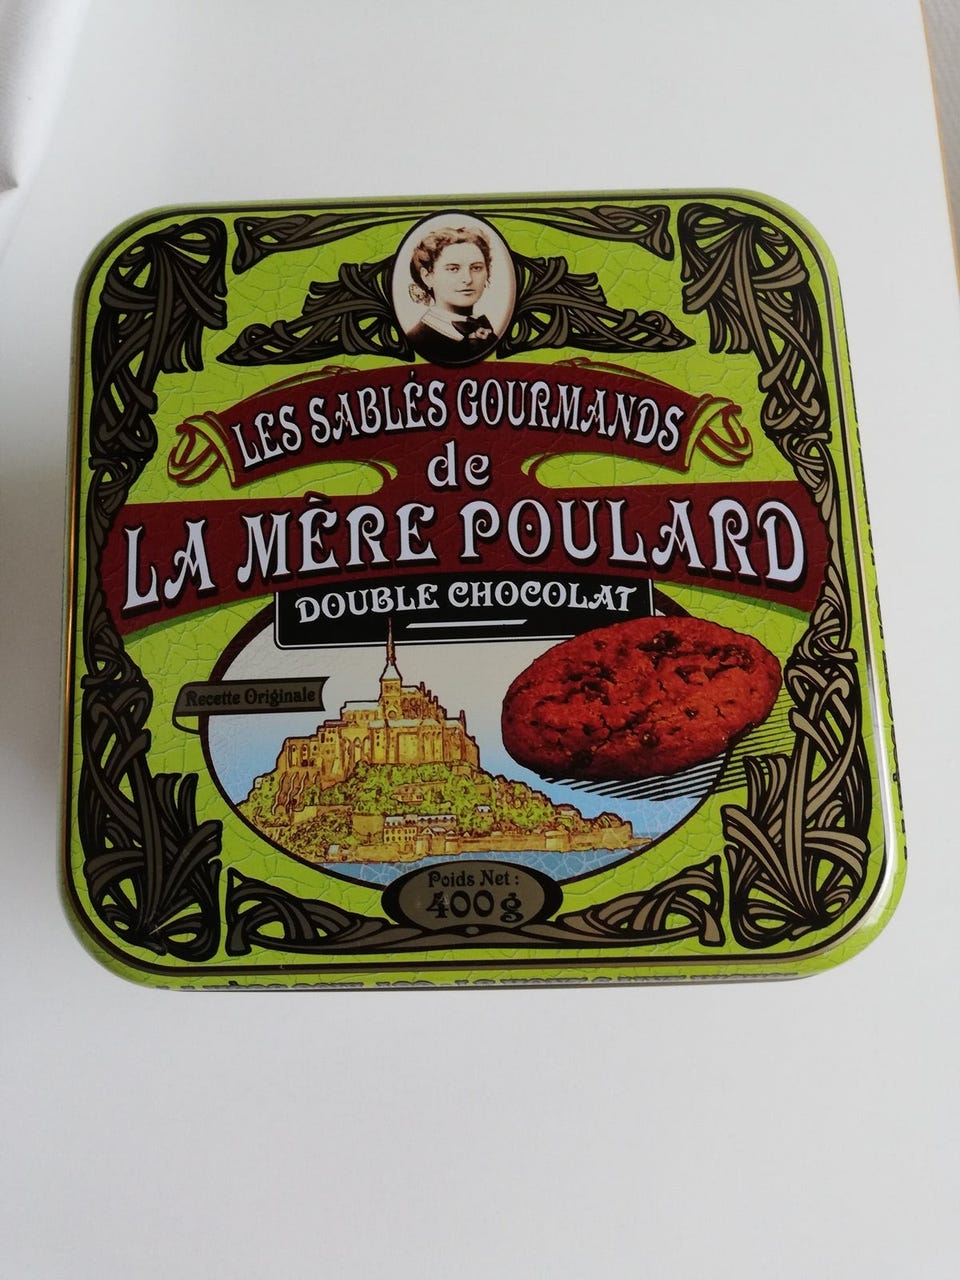 LES SABLÉS GOURMANDS
de
LA MÈRE POULARD
DOUBLE CHOCOLAT
Recette Originale
Poids Net :
400g